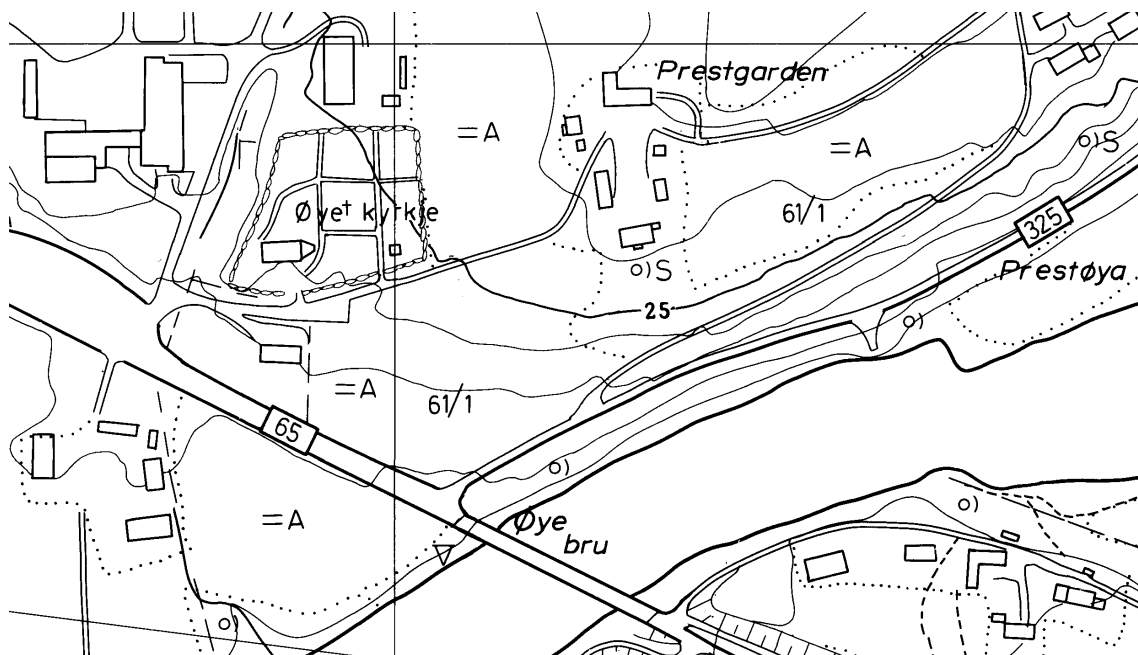 Prestgarden
=A
=A
S
Øye† kyrkje
61/1
325
S
Prestøya
25
=A
61/1
65
=A
Øye
bru